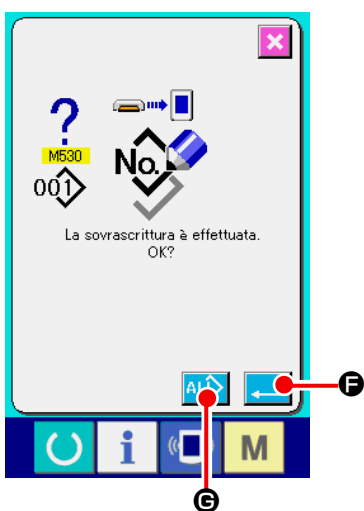 M530
001
No.
La sovrascrittura è effettuata.
OK?
ALL
F
i
M
G